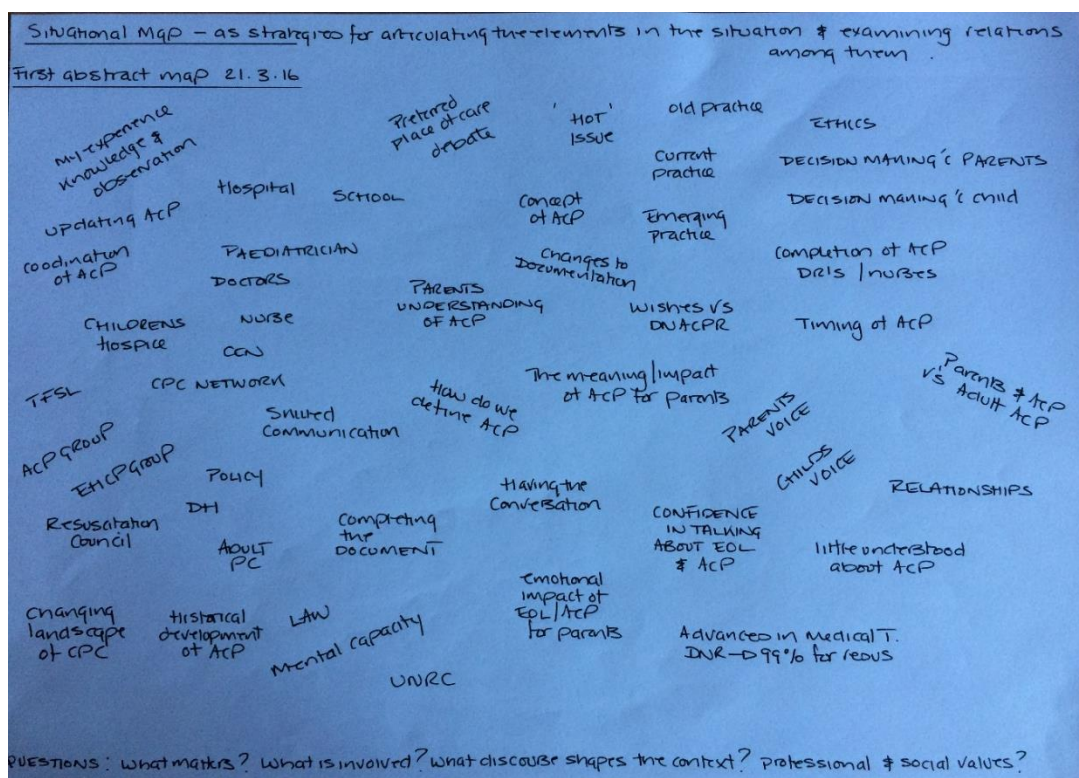 Situational Map – as strategies for articulating the elements in the situation & examining relations
among them.
First abstract map 21.3.16
My experience
knowledge &
observation
Preferred
place of care
debate
'HOT'
ISSUE
old practice
ETHICS
Current
practice
DECISION MAKING c̄ PARENTS
Hospital
SCHOOL
Concept
of ACP
DECISION MAKING c̄ child
updating ACP
Emerging
practice
coodination
of ACP
PAEDIATRICIAN
Changes to
Documentation
Completion of ACP
DR'S / nurses
DOCTORS
PARENTS
UNDERSTANDING
OF ACP
CHILDRENS
hospice
NURSE
WISHES VS
DNACPR
Timing of ACP
CCN
TFSL
CPC NETWORK
How do we
define ACP
The meaning/impact
of ACP for parents
Parents & ACP
V'S Adult ACP
Communication
PARENTS
VOICE
ACP GROUP
EHCP GROUP
POLICY
CHILDS
VOICE
Having the
Conversation
RELATIONSHIPS
Resuscitation
Council
DH
Completing
the
DOCUMENT
CONFIDENCE
IN TALKING
ABOUT EOL
& ACP
ADULT
PC
little understood
about ACP
Changing
landscape
of CPC
Historical
development
of ACP
LAW
emotional
impact of
EOL/ACP
for parents
Mental capacity
Advances in Medical T.
DNR → 99% for
UNRC
QUESTIONS: What matters? What is involved? What discourse shapes the context? professional & social values?